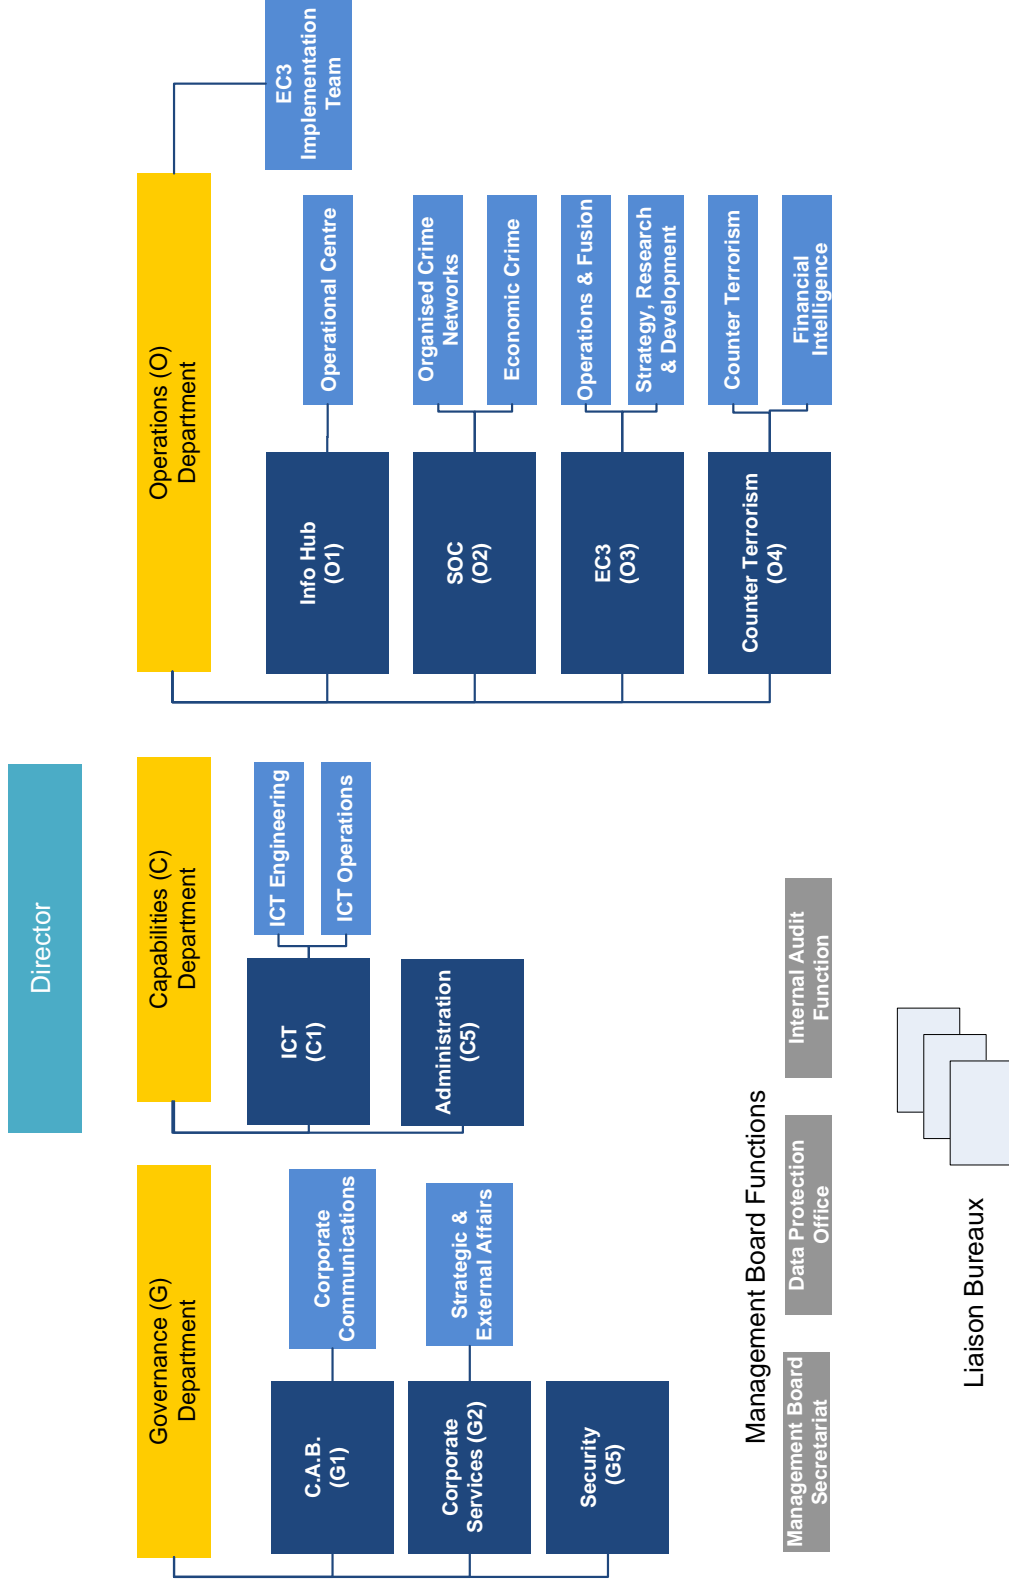 Director
Governance (G)
Department
Capabilities (C)
Department
Operations (O)
Department
C.A.B.
(G1)
Corporate
Communications
Corporate
Services (G2)
Strategic &
External Affairs
Security
(G5)
ICT
(C1)
ICT Engineering
ICT Operations
Administration
(C5)
EC3
Implementation
Team
Info Hub
(O1)
Operational Centre
SOC
(O2)
Organised Crime
Networks
Economic Crime
EC3
(O3)
Operations & Fusion
Strategy, Research
& Development
Counter Terrorism
(O4)
Counter Terrorism
Financial
Intelligence
Management Board Functions
Management Board
Secretariat
Data Protection
Office
Internal Audit
Function
Liaison Bureaux